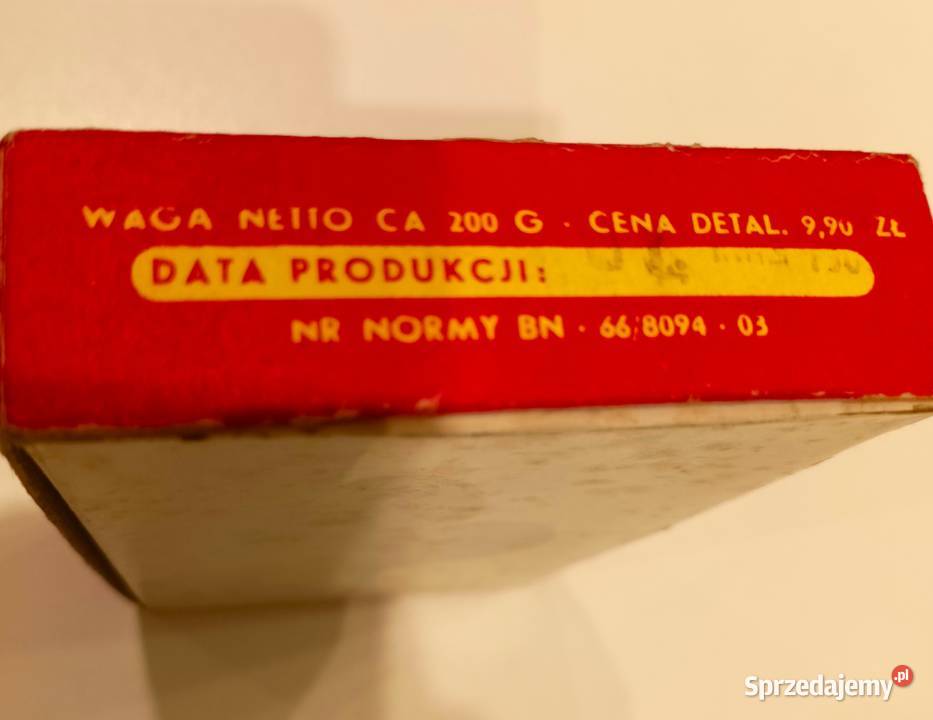 WAGA NETTO CA 200 G · CENA DETAL. 9,90 ZŁ
DATA PRODUKCJI:
NR NORMY BN · 66/8094 · 03
Sprzedajemy.pl